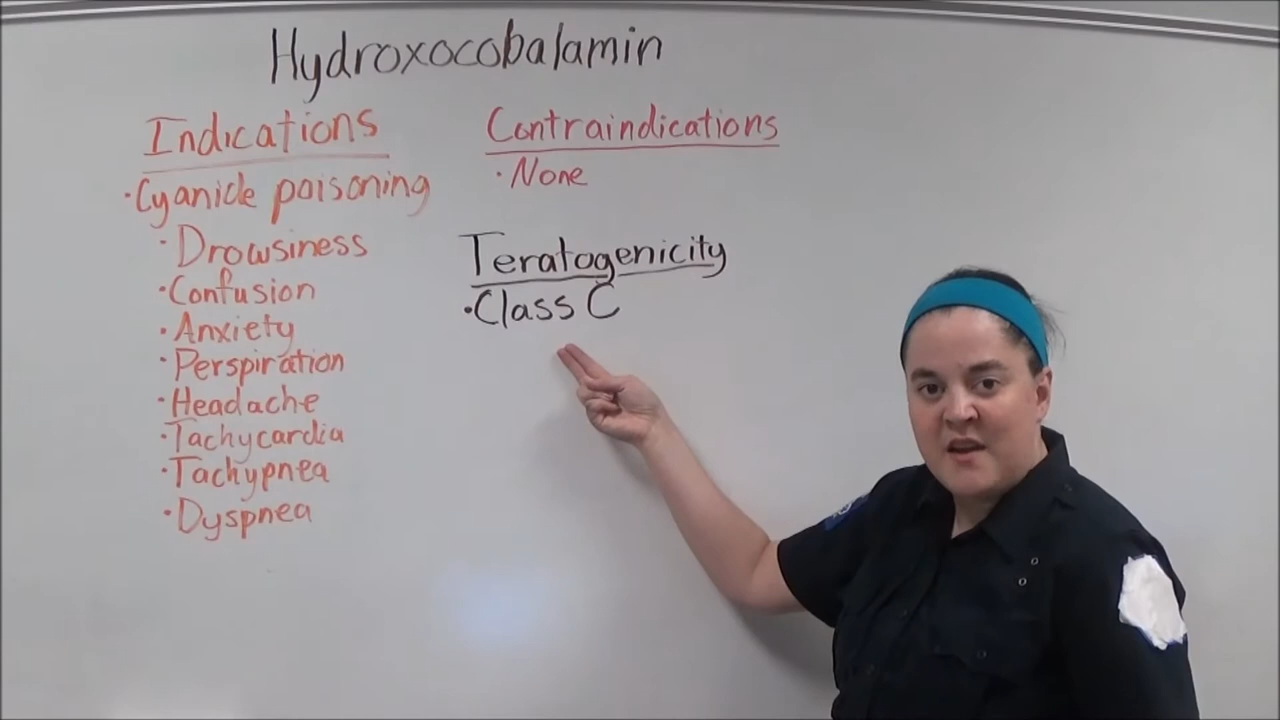 Hydroxocobalamin
Indications
·Cyanide poisoning
·Drowsiness
·Confusion
·Anxiety
·Perspiration
·Headache
·Tachycardia
·Tachypnea
·Dyspnea
Contraindications
·None
Teratogenicity
·Class C